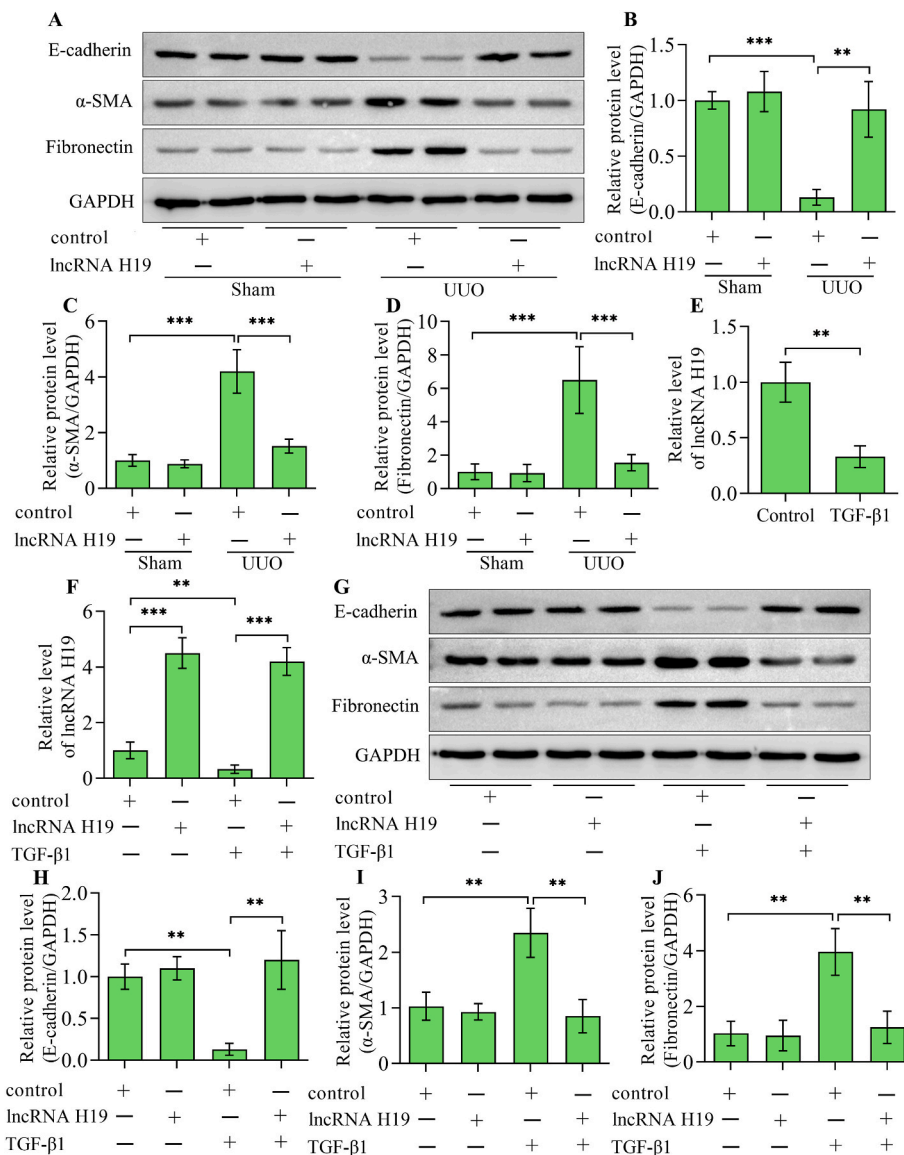 A
E-cadherin
α-SMA
Fibronectin
GAPDH
control + — + —
lncRNA H19 — + — +
Sham UUO
B
Relative protein level
(E-cadherin/GAPDH)
1.5
1.0
0.5
0.0
*** **
control + — + —
lncRNA H19 — + — +
Sham UUO
C
Relative protein level
(α-SMA/GAPDH)
6
4
2
0
*** ***
control + — + —
lncRNA H19 — + — +
Sham UUO
D
Relative protein level
(Fibronectin/GAPDH)
10
8
6
4
2
0
*** ***
control + — + —
lncRNA H19 — + — +
Sham UUO
E
Relative level
of lncRNA H19
1.5
1.0
0.5
0.0
**
Control TGF-β1
F
Relative level
of lncRNA H19
6
4
2
0
**
*** ***
control + — + —
lncRNA H19 — + — +
TGF-β1 — — + +
G
E-cadherin
α-SMA
Fibronectin
GAPDH
control + — + —
lncRNA H19 — + — +
TGF-β1 — — + +
H
Relative protein level
(E-cadherin/GAPDH)
2.0
1.5
1.0
0.5
0.0
** **
control + — + —
lncRNA H19 — + — +
TGF-β1 — — + +
I
Relative protein level
(α-SMA/GAPDH)
3
2
1
0
** **
control + — + —
lncRNA H19 — + — +
TGF-β1 — — + +
J
Relative protein level
(Fibronectin/GAPDH)
6
4
2
0
** **
control + — + —
lncRNA H19 — + — +
TGF-β1 — — + +